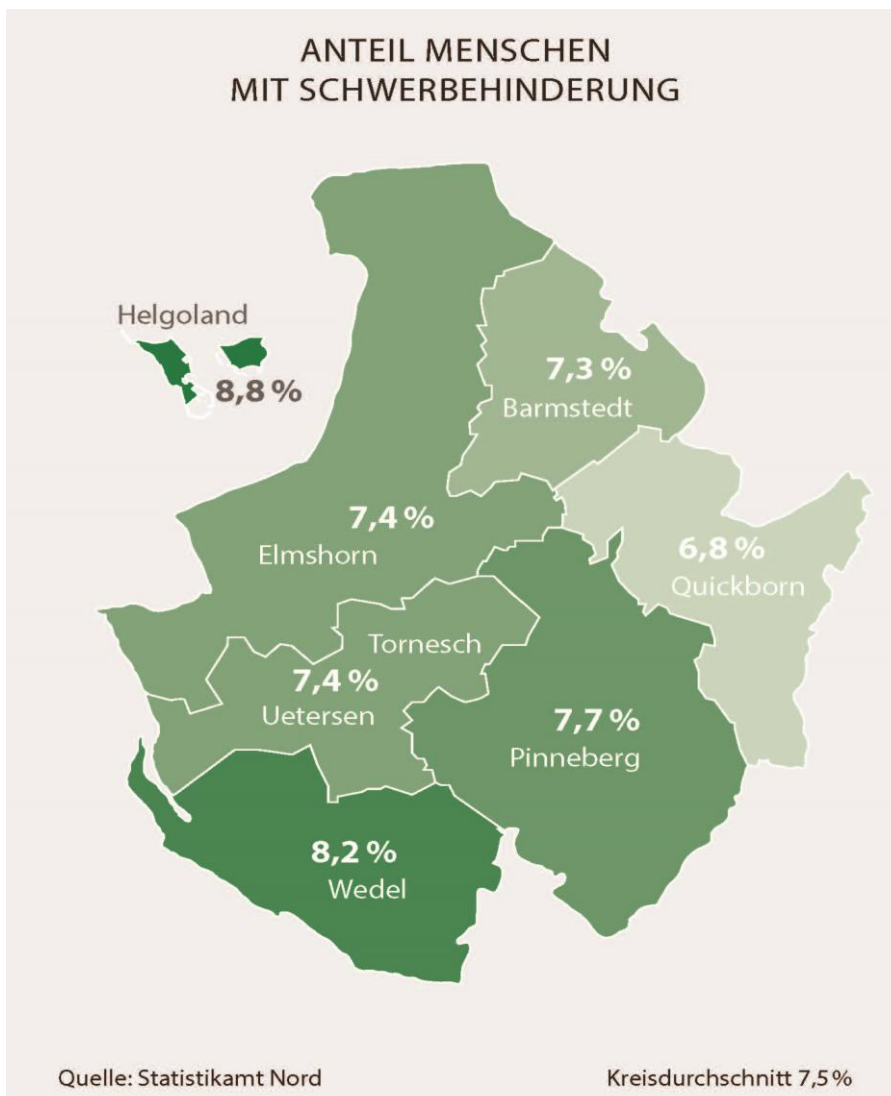 ANTEIL MENSCHEN
MIT SCHWERBEHINDERUNG
Helgoland
8,8 %
7,3 %
Barmstedt
7,4 %
Elmshorn
6,8 %
Quickborn
Tornesch
7,4 %
Uetersen
7,7 %
Pinneberg
8,2 %
Wedel
Quelle: Statistikamt Nord
Kreisdurchschnitt 7,5 %